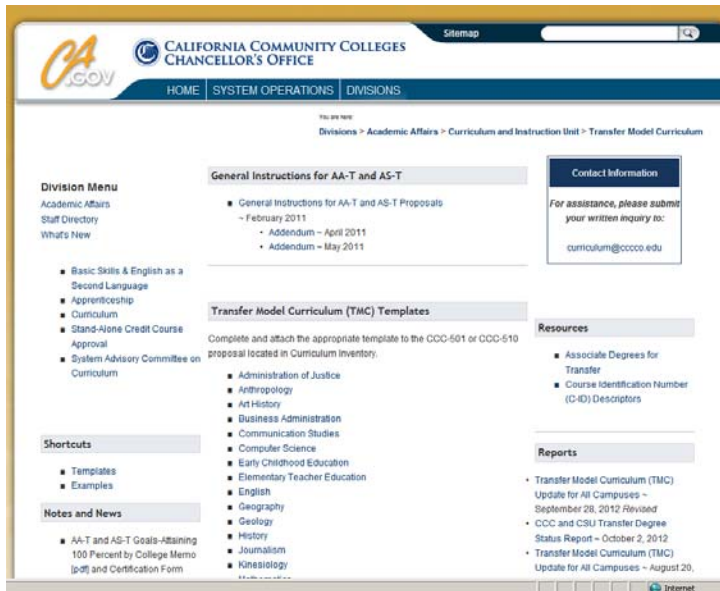 Sitemap
CA
.GOV
C
CALIFORNIA COMMUNITY COLLEGES
CHANCELLOR'S OFFICE
HOME SYSTEM OPERATIONS DIVISIONS
You are here:
Divisions > Academic Affairs > Curriculum and Instruction Unit > Transfer Model Curriculum
Division Menu
Academic Affairs
Staff Directory
What's New
Basic Skills & English as a
Second Language
Apprenticeship
Curriculum
Stand-Alone Credit Course
Approval
System Advisory Committee on
Curriculum
Shortcuts
Templates
Examples
Notes and News
AA-T and AS-T Goals-Attaining
100 Percent by College Memo
[pdf] and Certification Form
General Instructions for AA-T and AS-T
General Instructions for AA-T and AS-T Proposals
~ February 2011
Addendum ~ April 2011
Addendum ~ May 2011
Transfer Model Curriculum (TMC) Templates
Complete and attach the appropriate template to the CCC-501 or CCC-510
proposal located in Curriculum Inventory.
Administration of Justice
Anthropology
Art History
Business Administration
Communication Studies
Computer Science
Early Childhood Education
Elementary Teacher Education
English
Geography
Geology
History
Journalism
Kinesiology
Mathematics
Contact Information
For assistance, please submit
your written inquiry to:
curriculum@cccco.edu
Resources
Associate Degrees for
Transfer
Course Identification Number
(C-ID) Descriptors
Reports
Transfer Model Curriculum (TMC)
Update for All Campuses ~
September 28, 2012 Revised
CCC and CSU Transfer Degree
Status Report ~ October 2, 2012
Transfer Model Curriculum (TMC)
Update for All Campuses ~ August 20,
Internet